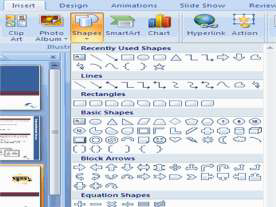 Insert Design Animations Slide Show Review
Clip Art
Photo Album
Shapes
SmartArt
Chart
Hyperlink
Action
Illustr
Recently Used Shapes
Lines
Rectangles
Basic Shapes
Block Arrows
Equation Shapes